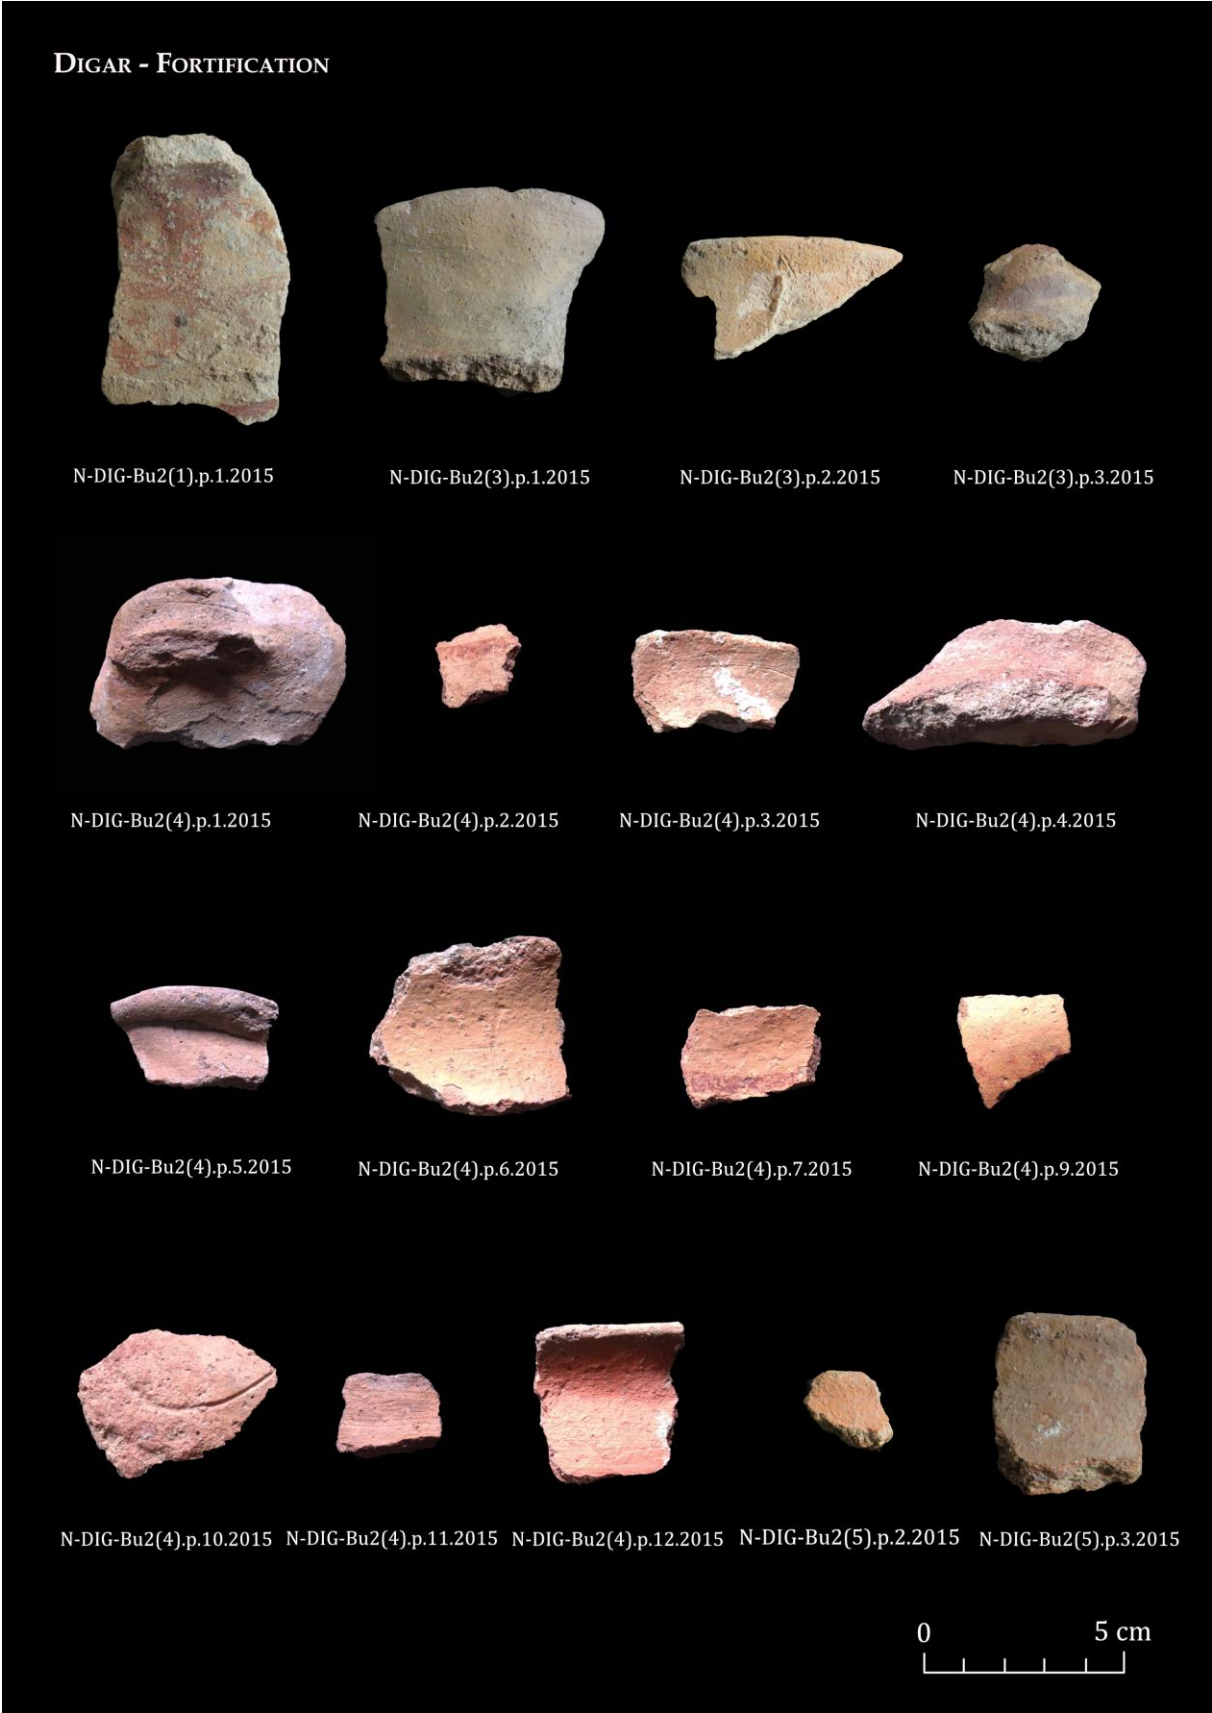 DIGAR - FORTIFICATION
N-DIG-Bu2(1).p.1.2015
N-DIG-Bu2(3).p.1.2015
N-DIG-Bu2(3).p.2.2015
N-DIG-Bu2(3).p.3.2015
N-DIG-Bu2(4).p.1.2015
N-DIG-Bu2(4).p.2.2015
N-DIG-Bu2(4).p.3.2015
N-DIG-Bu2(4).p.4.2015
N-DIG-Bu2(4).p.5.2015
N-DIG-Bu2(4).p.6.2015
N-DIG-Bu2(4).p.7.2015
N-DIG-Bu2(4).p.9.2015
N-DIG-Bu2(4).p.10.2015
N-DIG-Bu2(4).p.11.2015
N-DIG-Bu2(4).p.12.2015
N-DIG-Bu2(5).p.2.2015
N-DIG-Bu2(5).p.3.2015
0 5 cm